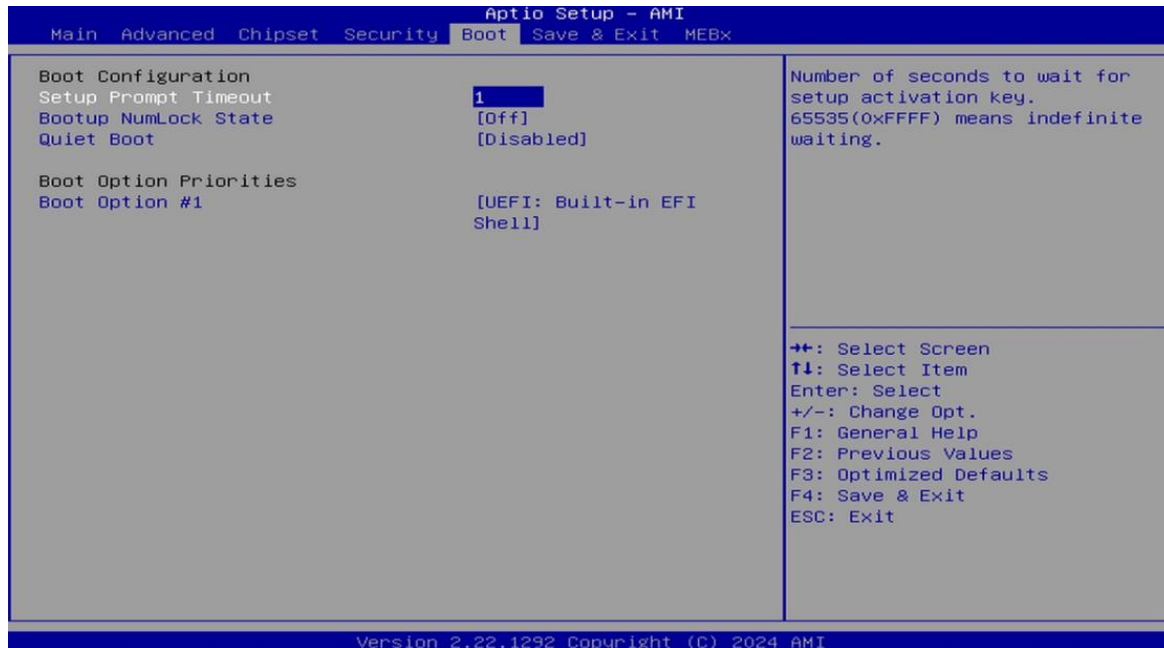 Aptio Setup - AMI
Main Advanced Chipset Security Boot Save & Exit MEBx
Boot Configuration
Setup Prompt Timeout 1
Bootup NumLock State [Off]
Quiet Boot [Disabled]
Boot Option Priorities
Boot Option #1 [UEFI: Built-in EFI
Shell]
Number of seconds to wait for
setup activation key.
65535(0xFFFF) means indefinite
waiting.
→←: Select Screen
↑↓: Select Item
Enter: Select
+/-: Change Opt.
F1: General Help
F2: Previous Values
F3: Optimized Defaults
F4: Save & Exit
ESC: Exit
Version 2.22.1292 Copyright (C) 2024 AMI